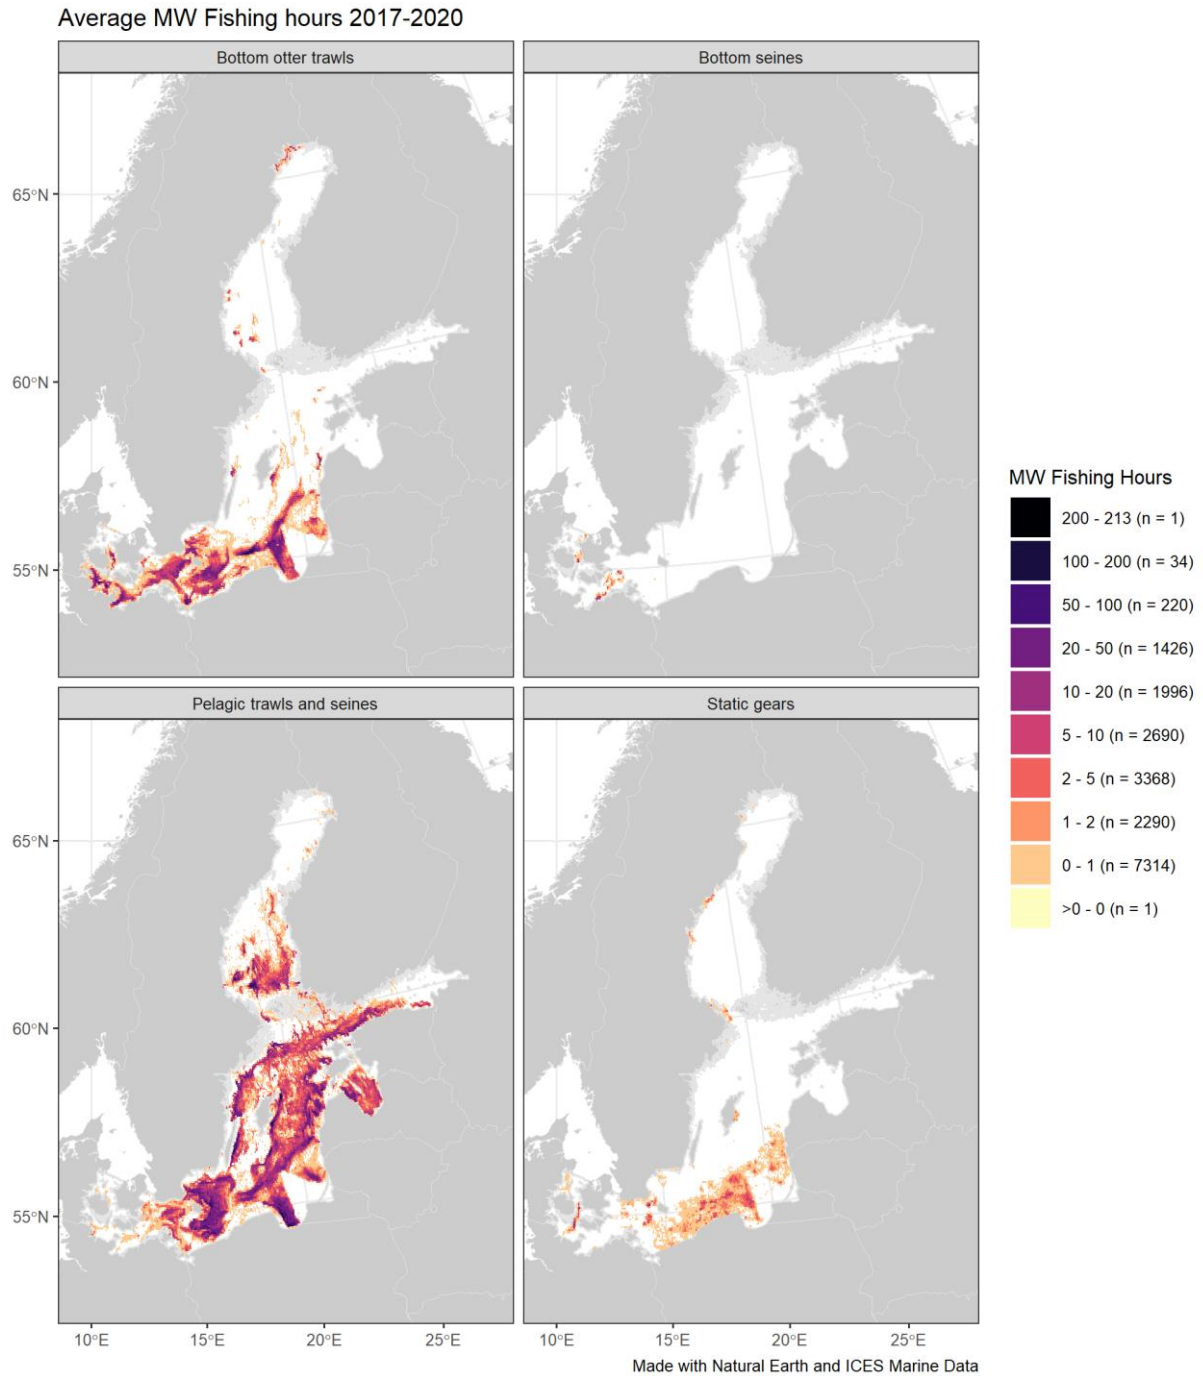 Average MW Fishing hours 2017-2020
Bottom otter trawls
Bottom seines
65°N
60°N
55°N
Pelagic trawls and seines
Static gears
65°N
60°N
55°N
10°E 15°E 20°E 25°E
10°E 15°E 20°E 25°E
MW Fishing Hours
200 - 213 (n = 1)
100 - 200 (n = 34)
50 - 100 (n = 220)
20 - 50 (n = 1426)
10 - 20 (n = 1996)
5 - 10 (n = 2690)
2 - 5 (n = 3368)
1 - 2 (n = 2290)
0 - 1 (n = 7314)
>0 - 0 (n = 1)
Made with Natural Earth and ICES Marine Data